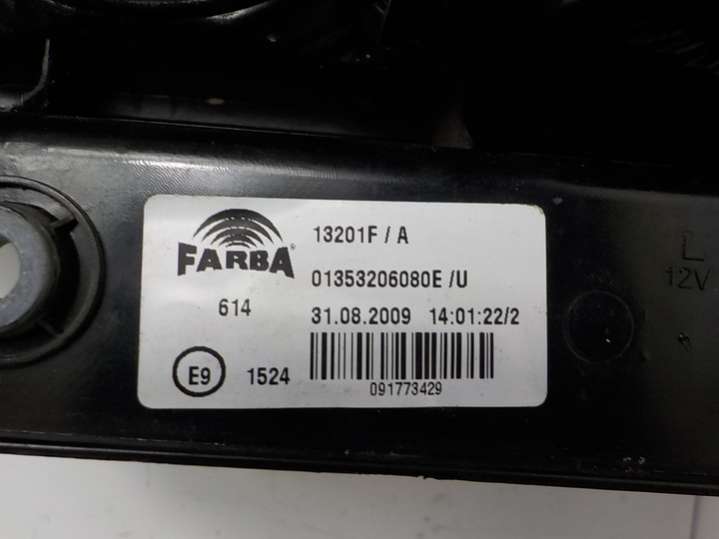 FARBA®
13201F / A
01353206080E /U
614
31.08.2009 14:01:22/2
E9
1524
091773429
L
12V